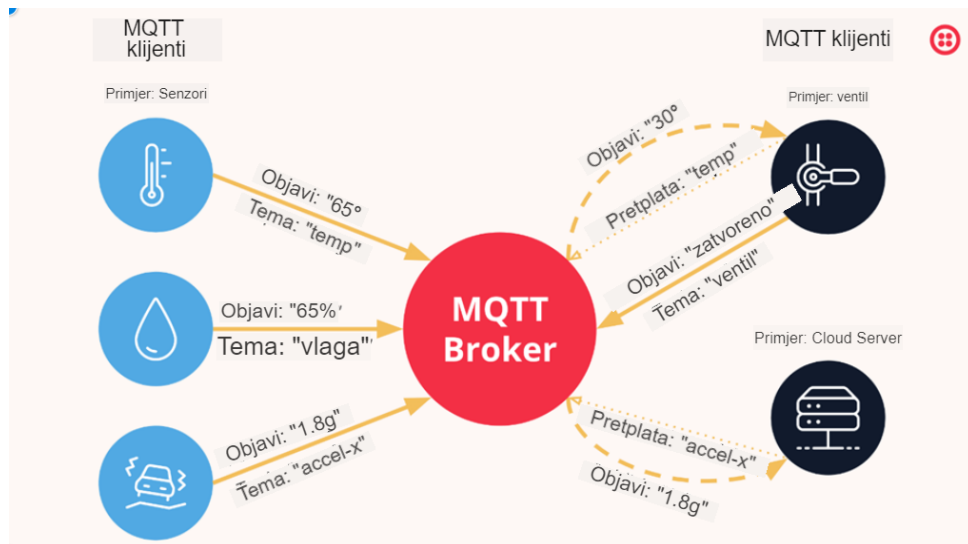 MQTT
klijenti
Primjer: Senzori
Objavi: "65°
Tema: "temp"
Objavi: "65%'
Tema: "vlaga"'
Objavi: "1.8g"
Tema: "accel-x"
MQTT
Broker
MQTT klijenti
Primjer: ventil
Objavi: "30°
Pretplata: "temp"
Objavi: "zatvoreno"
Tema: "ventil"
Primjer: Cloud Server
Pretplata: "accel-x"
Objavi: "1.8g"